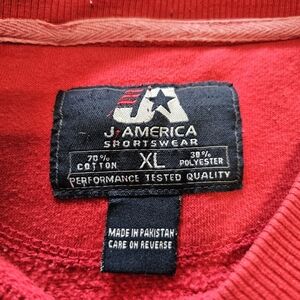 JA
J★AMERICA
SPORTSWEAR
70% COTTON XL 30% POLYESTER
PERFORMANCE TESTED QUALITY
MADE IN PAKISTAN
CARE ON REVERSE